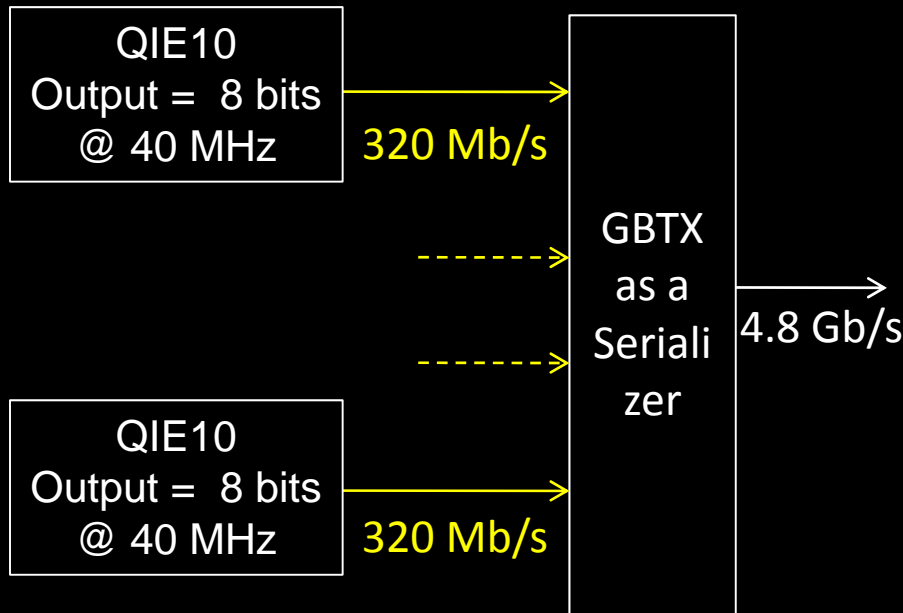 QIE10
Output =  8 bits
@ 40 MHz
320 Mb/s
GBTX
as a
Seriali
zer
4.8 Gb/s
QIE10
Output =  8 bits
@ 40 MHz
320 Mb/s